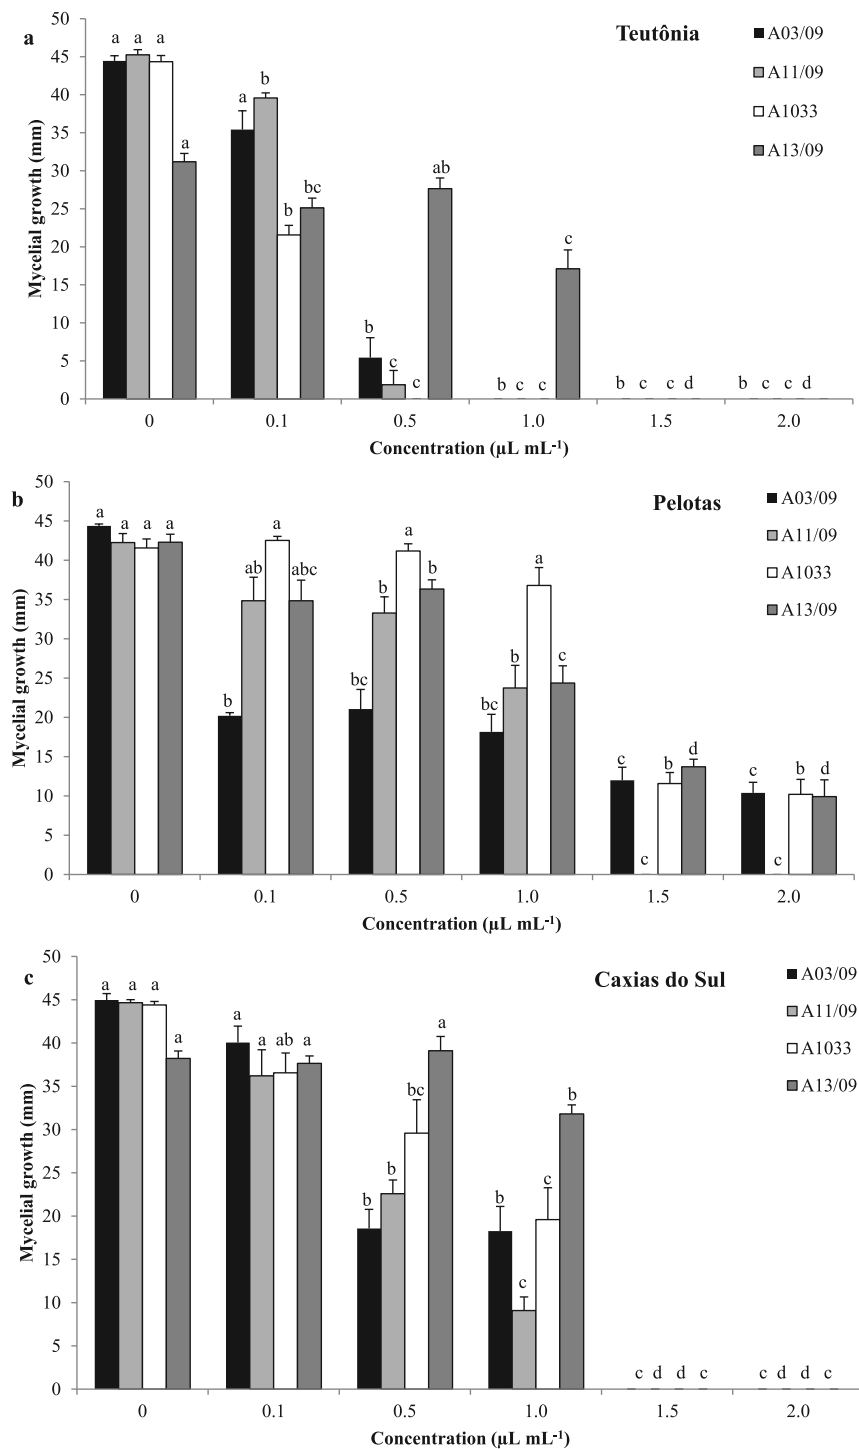 a
Teutônia
A03/09
A11/09
A1033
A13/09
Mycelial growth (mm)
50
45
40
35
30
25
20
15
10
5
0
a a a a
a b b bc
b c c ab
b c c c
b c c d
b c c d
0 0.1 0.5 1.0 1.5 2.0
Concentration (µL mL-1)
b
Pelotas
A03/09
A11/09
A1033
A13/09
Mycelial growth (mm)
50
45
40
35
30
25
20
15
10
5
0
a a a a
b ab a abc
bc b a b
bc b a c
c c b d
c c b d
0 0.1 0.5 1.0 1.5 2.0
Concentration (µL mL-1)
c
Caxias do Sul
A03/09
A11/09
A1033
A13/09
Mycelial growth (mm)
50
45
40
35
30
25
20
15
10
5
0
a a a a
a a ab a
b b bc a
b c c b
c d d c
c d d c
0 0.1 0.5 1.0 1.5 2.0
Concentration (µL mL-1)